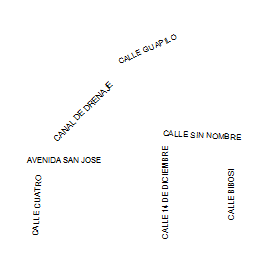 CALLE GUAPILO
CANAL DE DRENAJE
CALLE SIN NOMBRE
AVENIDA SAN JOSE
CALLE CUATRO
CALLE 14 DE DICIEMBRE
CALLE BIBOSI